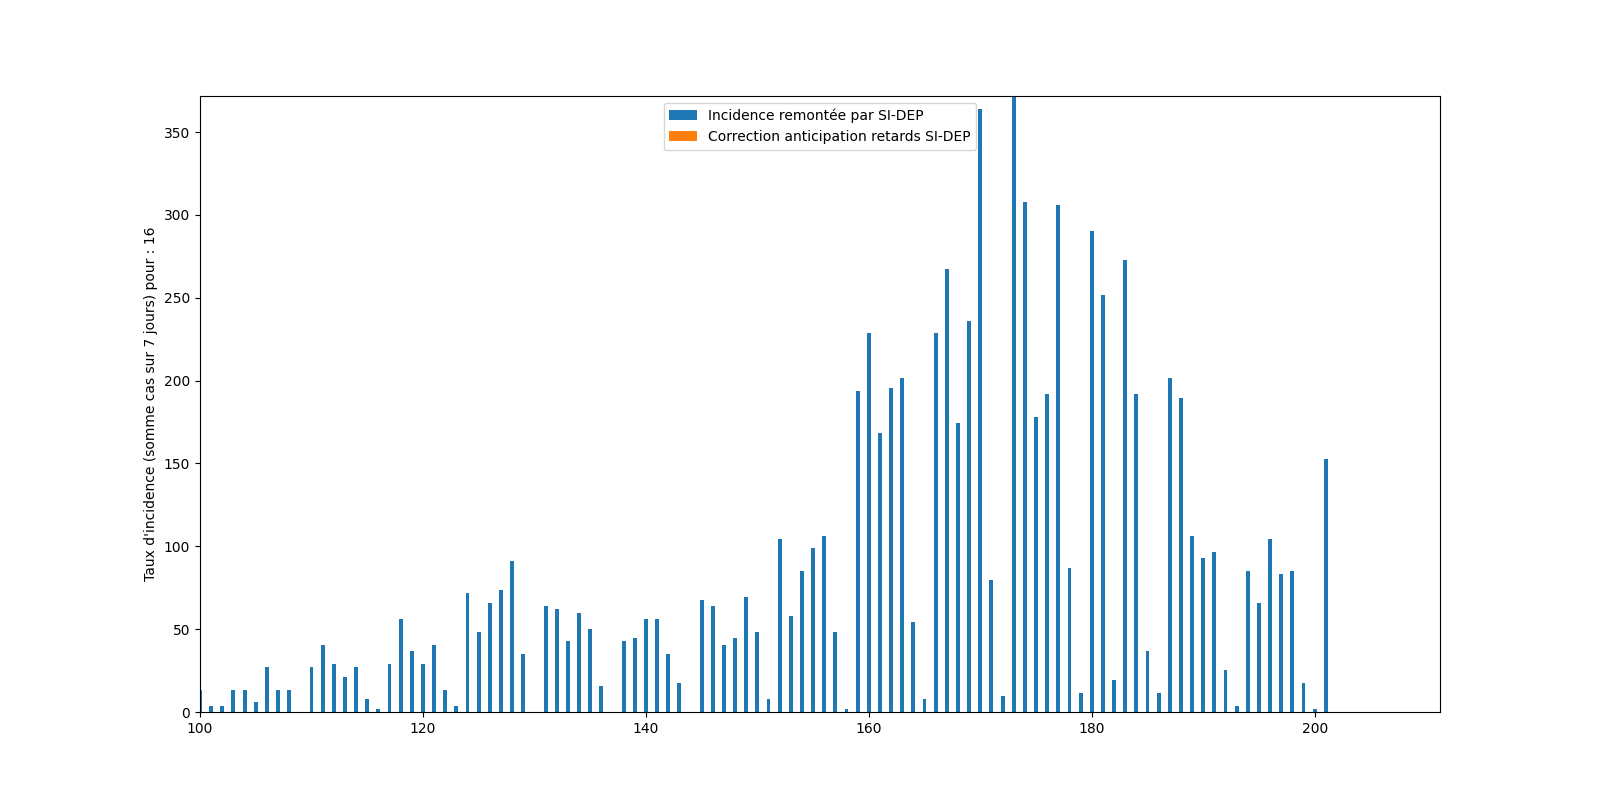 Incidence remontée par SI-DEP
Correction anticipation retards SI-DEP
Taux d'incidence (somme cas sur 7 jours) pour : 16
350
300
250
200
150
100
50
0
100 120 140 160 180 200